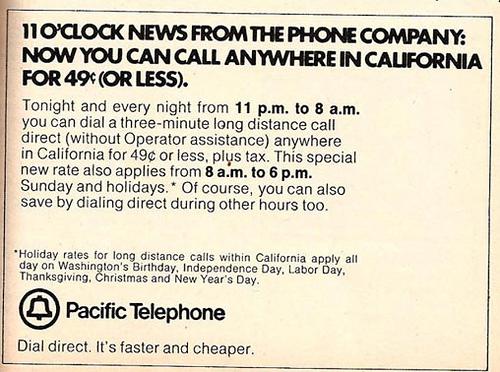 11 O'CLOCK NEWS FROM THE PHONE COMPANY:
NOW YOU CAN CALL ANYWHERE IN CALIFORNIA
FOR 49¢ (OR LESS).
Tonight and every night from 11 p.m. to 8 a.m.
you can dial a three-minute long distance call
direct (without Operator assistance) anywhere
in California for 49¢ or less, plus tax. This special
new rate also applies from 8 a.m. to 6 p.m.
Sunday and holidays.* Of course, you can also
save by dialing direct during other hours too.
*Holiday rates for long distance calls within California apply all
day on Washington's Birthday, Independence Day, Labor Day,
Thanksgiving, Christmas and New Year's Day.
Pacific Telephone
Dial direct. It's faster and cheaper.